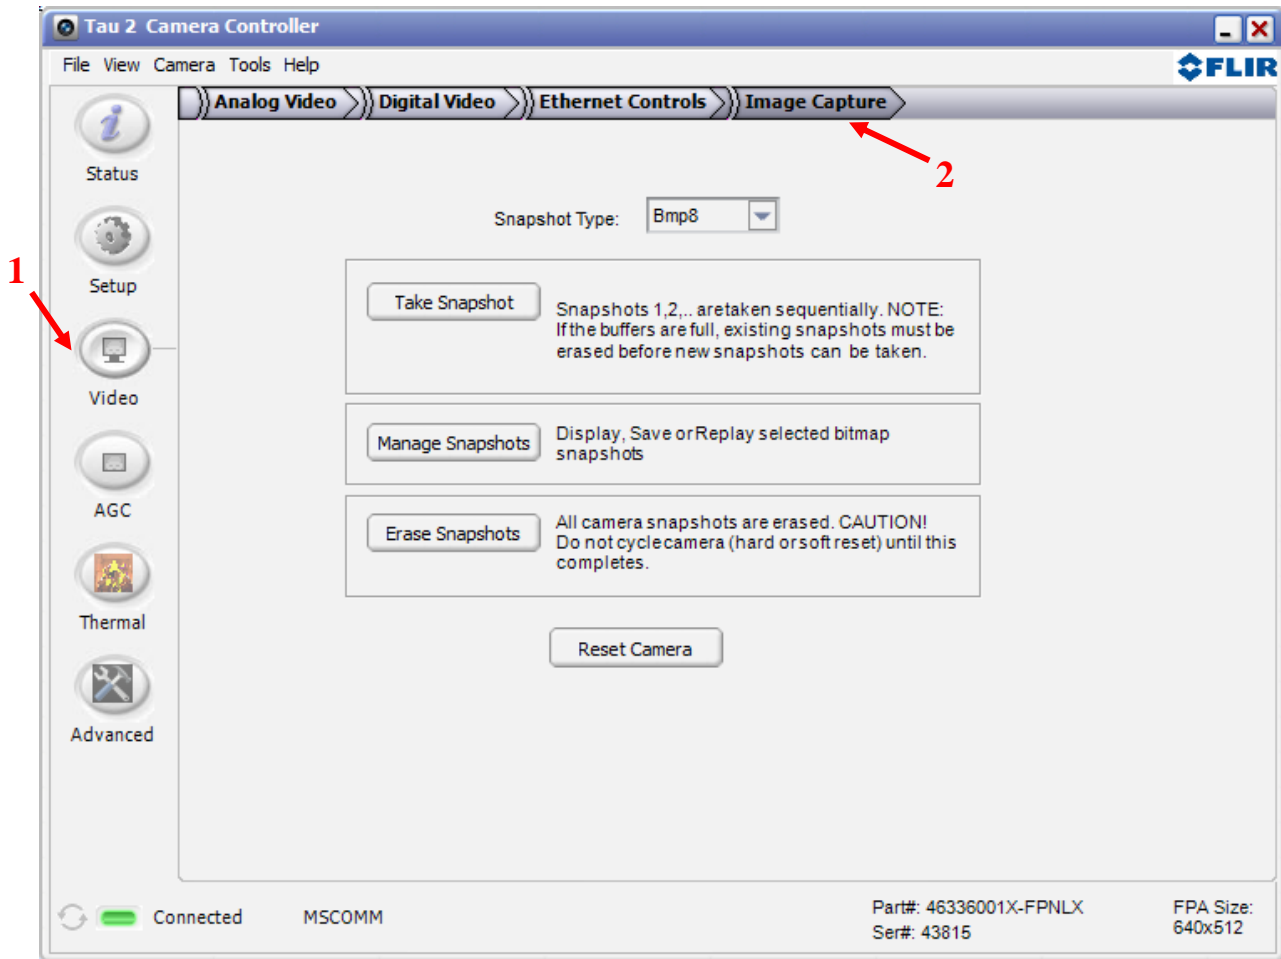 Tau 2 Camera Controller
File View Camera Tools Help
FLIR
Analog Video Digital Video Ethernet Controls Image Capture
2
1
Status
Setup
Video
AGC
Thermal
Advanced
Snapshot Type: Bmp8
Take Snapshot
Snapshots 1,2,.. aretaken sequentially. NOTE:
If the buffers are full, existing snapshots must be
erased before new snapshots can be taken.
Manage Snapshots
Display, Save or Replay selected bitmap
snapshots
Erase Snapshots
All camera snapshots are erased. CAUTION!
Do not cycle camera (hard or soft reset) until this
completes.
Reset Camera
Connected MSCOMM
Part#: 46336001X-FPNLX
Ser#: 43815
FPA Size:
640x512